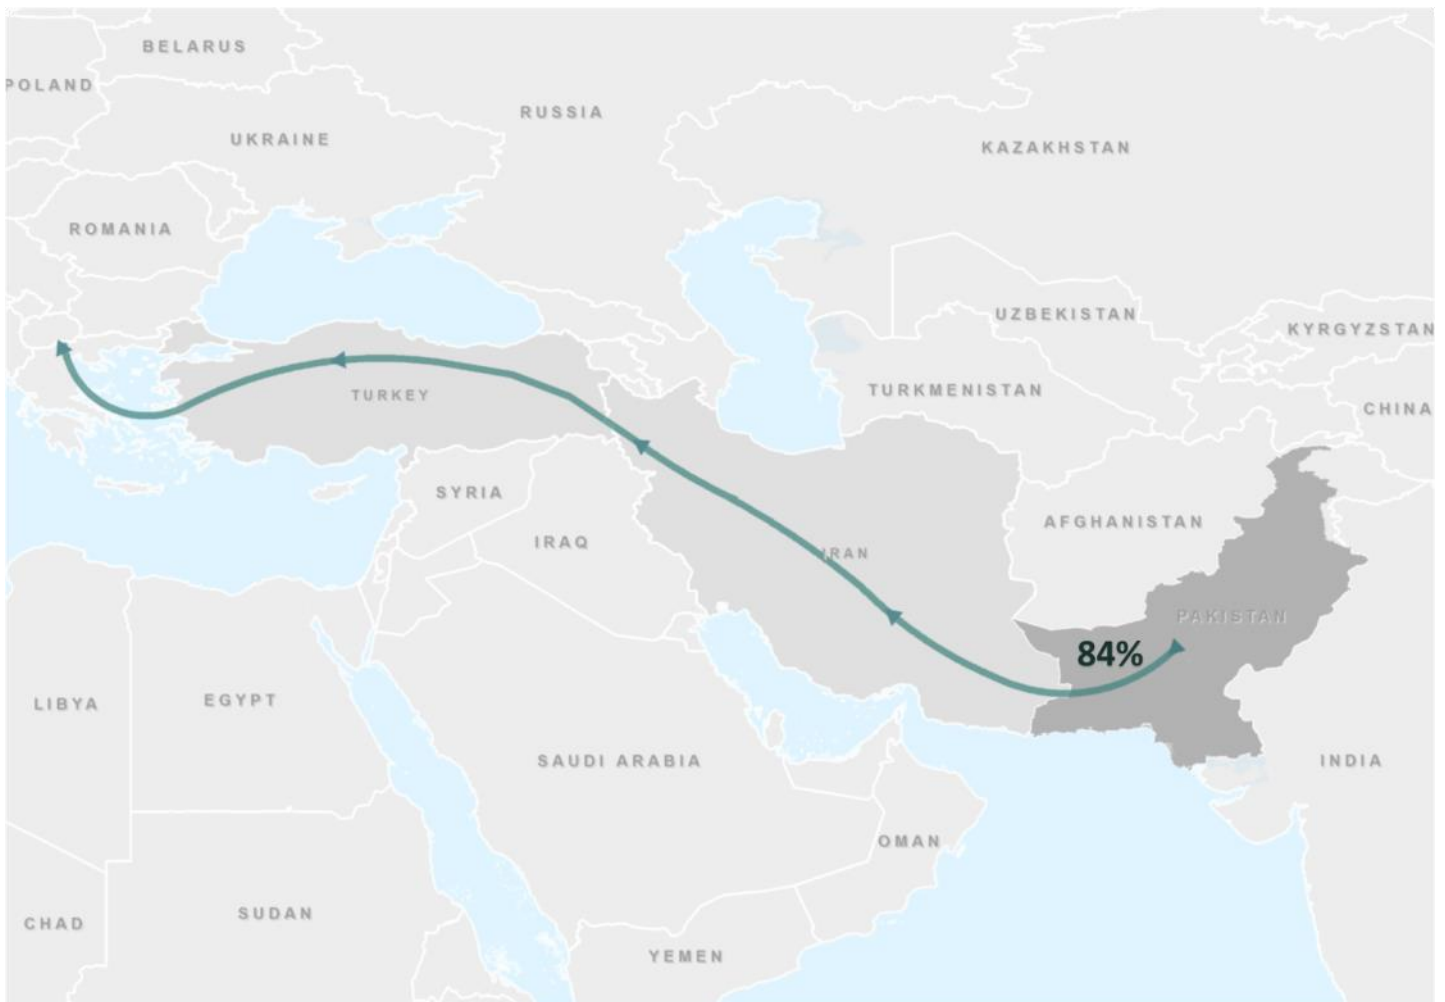 BELARUS
POLAND
RUSSIA
UKRAINE
KAZAKHSTAN
ROMANIA
UZBEKISTAN
KYRGYZSTAN
TURKEY
TURKMENISTAN
CHINA
SYRIA
AFGHANISTAN
IRAQ
IRAN
PAKISTAN
84%
LIBYA
EGYPT
SAUDI ARABIA
INDIA
OMAN
CHAD
SUDAN
YEMEN